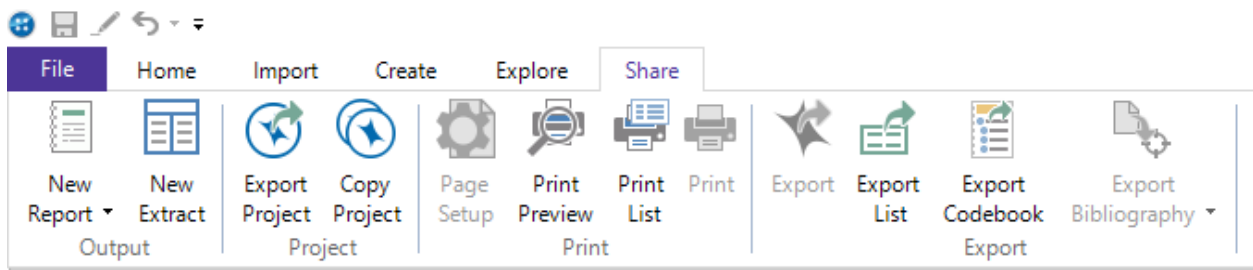 File Home Import Create Explore Share
New Report New Extract Export Project Copy Project Page Setup Print Preview Print List Print Export Export List Export Codebook Export Bibliography
Output Project Print Export